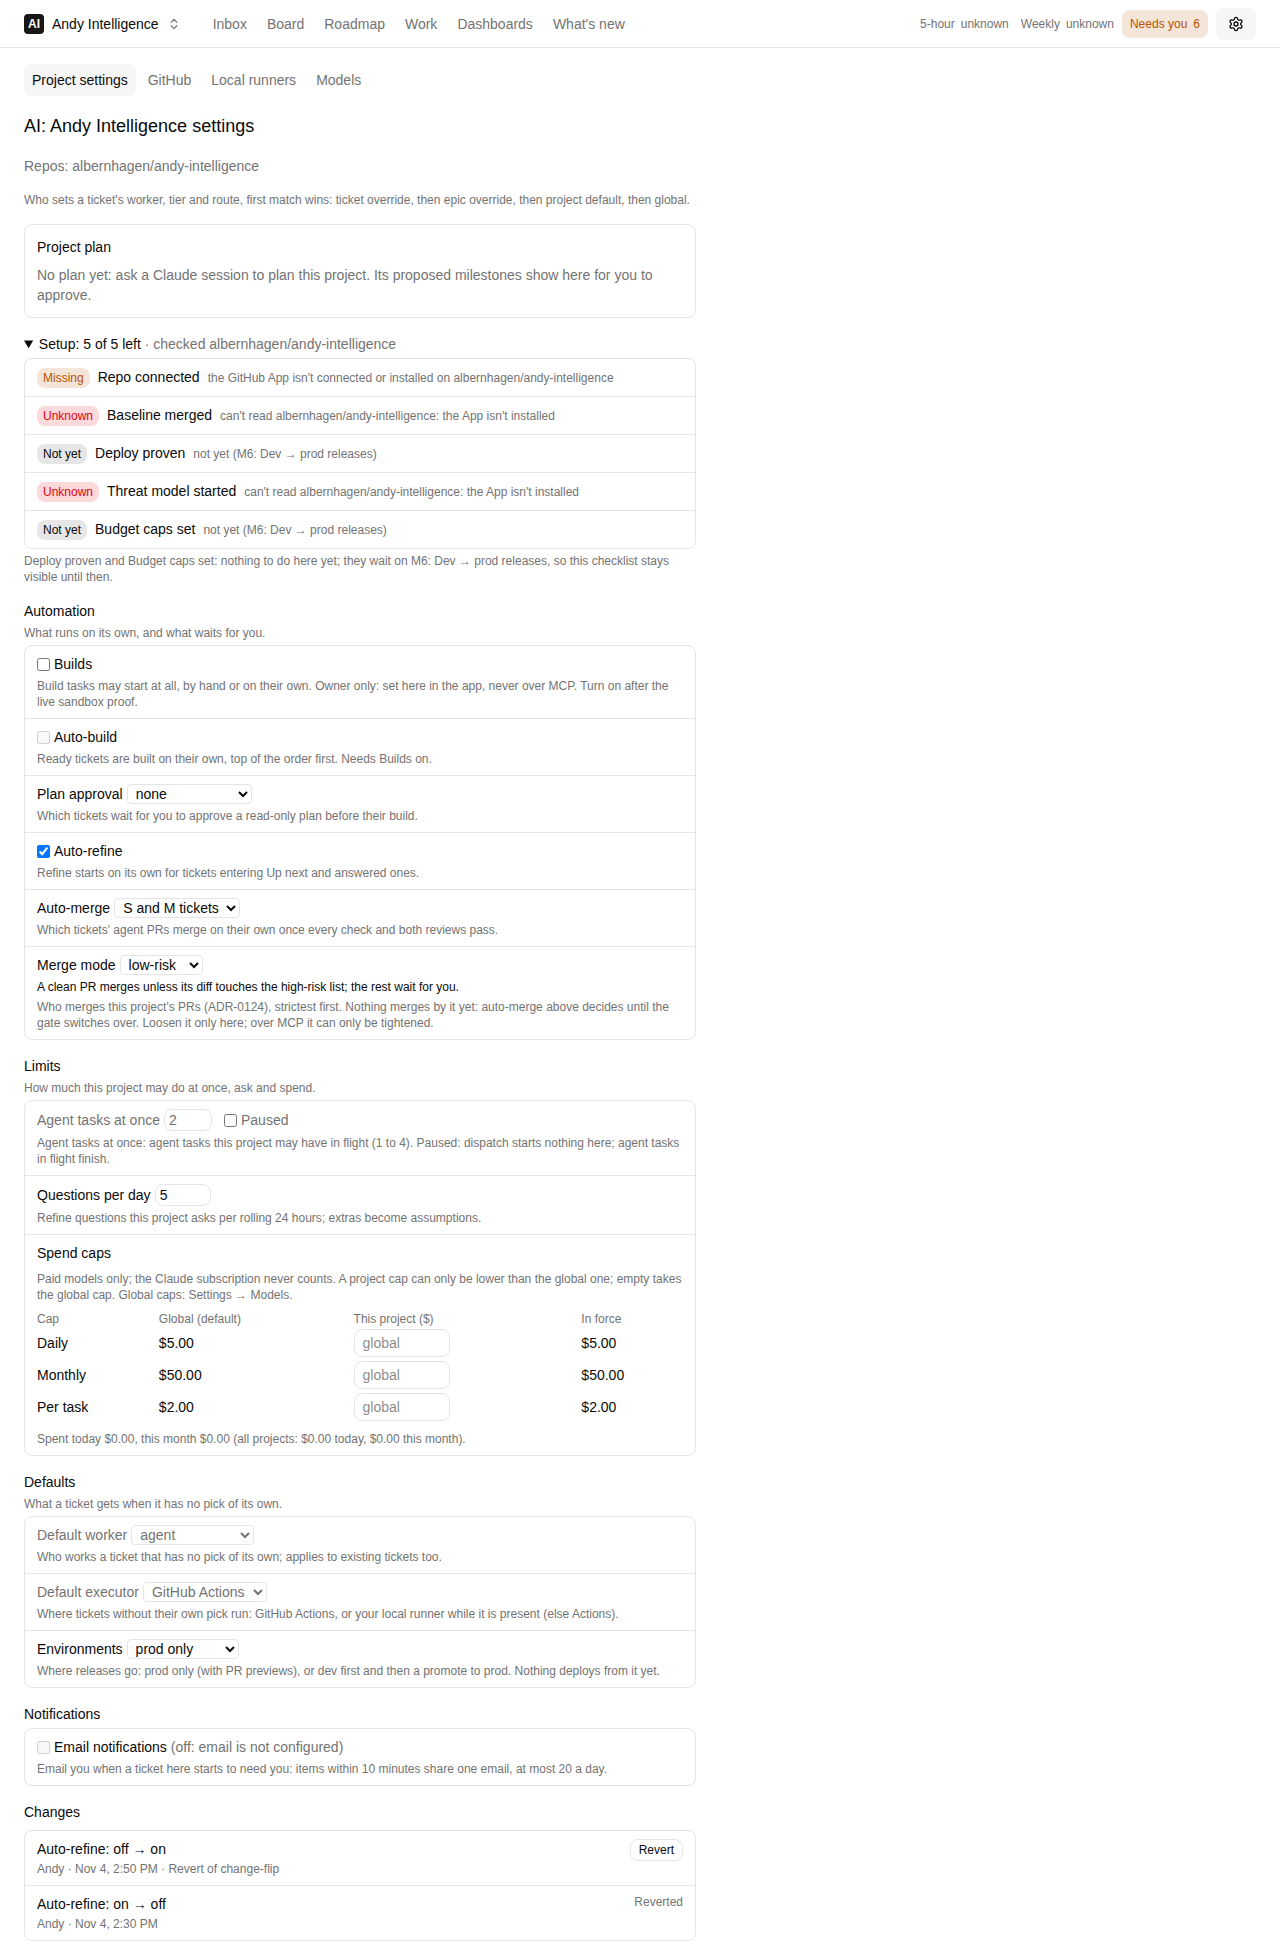 AI Andy Intelligence Inbox Board Roadmap Work Dashboards What's new 5-hour unknown Weekly unknown Needs you 6
Project settings GitHub Local runners Models
AI: Andy Intelligence settings
Repos: albernhagen/andy-intelligence
Who sets a ticket's worker, tier and route, first match wins: ticket override, then epic override, then project default, then global.
Project plan
No plan yet: ask a Claude session to plan this project. Its proposed milestones show here for you to
approve.
▼ Setup: 5 of 5 left · checked albernhagen/andy-intelligence
Missing Repo connected the GitHub App isn't connected or installed on albernhagen/andy-intelligence
Unknown Baseline merged can't read albernhagen/andy-intelligence: the App isn't installed
Not yet Deploy proven not yet (M6: Dev → prod releases)
Unknown Threat model started can't read albernhagen/andy-intelligence: the App isn't installed
Not yet Budget caps set not yet (M6: Dev → prod releases)
Deploy proven and Budget caps set: nothing to do here yet; they wait on M6: Dev → prod releases, so this checklist stays
visible until then.
Automation
What runs on its own, and what waits for you.
Builds
Build tasks may start at all, by hand or on their own. Owner only: set here in the app, never over MCP. Turn on after the
live sandbox proof.
Auto-build
Ready tickets are built on their own, top of the order first. Needs Builds on.
Plan approval none
Which tickets wait for you to approve a read-only plan before their build.
Auto-refine
Refine starts on its own for tickets entering Up next and answered ones.
Auto-merge S and M tickets
Which tickets' agent PRs merge on their own once every check and both reviews pass.
Merge mode low-risk
A clean PR merges unless its diff touches the high-risk list; the rest wait for you.
Who merges this project's PRs (ADR-0124), strictest first. Nothing merges by it yet: auto-merge above decides until the
gate switches over. Loosen it only here; over MCP it can only be tightened.
Limits
How much this project may do at once, ask and spend.
Agent tasks at once 2 Paused
Agent tasks at once: agent tasks this project may have in flight (1 to 4). Paused: dispatch starts nothing here; agent tasks
in flight finish.
Questions per day 5
Refine questions this project asks per rolling 24 hours; extras become assumptions.
Spend caps
Paid models only; the Claude subscription never counts. A project cap can only be lower than the global one; empty takes
the global cap. Global caps: Settings → Models.
Cap Global (default) This project ($) In force
Daily $5.00 global $5.00
Monthly $50.00 global $50.00
Per task $2.00 global $2.00
Spent today $0.00, this month $0.00 (all projects: $0.00 today, $0.00 this month).
Defaults
What a ticket gets when it has no pick of its own.
Default worker agent
Who works a ticket that has no pick of its own; applies to existing tickets too.
Default executor GitHub Actions
Where tickets without their own pick run: GitHub Actions, or your local runner while it is present (else Actions).
Environments prod only
Where releases go: prod only (with PR previews), or dev first and then a promote to prod. Nothing deploys from it yet.
Notifications
Email notifications (off: email is not configured)
Email you when a ticket here starts to need you: items within 10 minutes share one email, at most 20 a day.
Changes
Auto-refine: off → on Revert
Andy · Nov 4, 2:50 PM · Revert of change-flip
Auto-refine: on → off Reverted
Andy · Nov 4, 2:30 PM